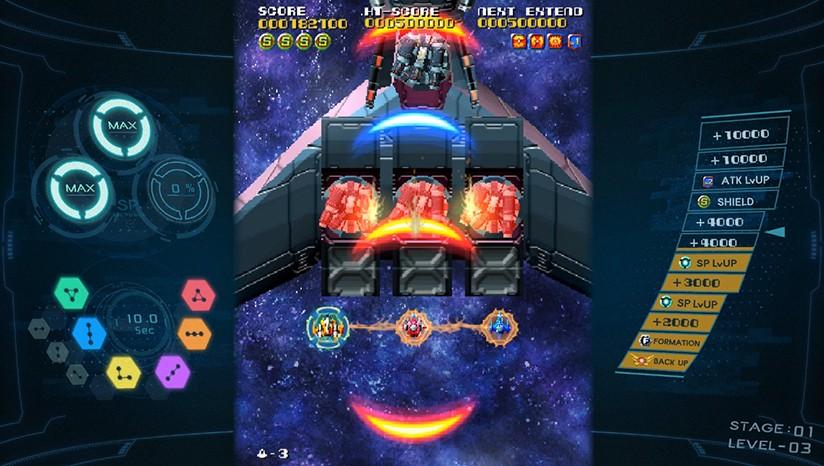 SCORE HI-SCORE NEXT EXTEND
000182100 000500000 000500000
S S S S
MAX
MAX
0 %
SP
10.0
Sec
+10000
+10000
ATK LvUP
S SHIELD
+4000
+4000
SP LvUP
+3000
SP LvUP
+2000
F FORMATION
BACK UP
- 3
STAGE:01
LEVEL-03